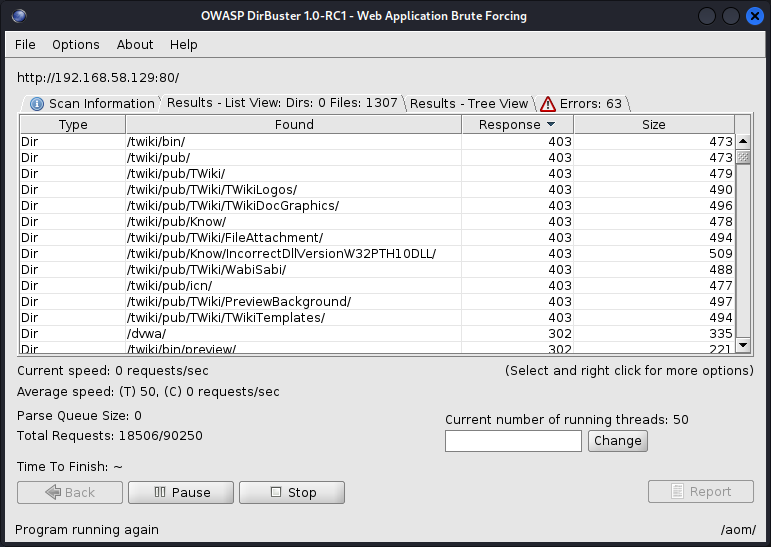 OWASP DirBuster 1.0-RC1 - Web Application Brute Forcing
File Options About Help
http://192.168.58.129:80/
Scan Information Results - List View: Dirs: 0 Files: 1307 Results - Tree View Errors: 63
Type Found Response Size
Dir /twiki/bin/ 403 473
Dir /twiki/pub/ 403 473
Dir /twiki/pub/TWiki/ 403 479
Dir /twiki/pub/TWiki/TWikiLogos/ 403 490
Dir /twiki/pub/TWiki/TWikiDocGraphics/ 403 496
Dir /twiki/pub/Know/ 403 478
Dir /twiki/pub/TWiki/FileAttachment/ 403 494
Dir /twiki/pub/Know/IncorrectDllVersionW32PTH10DLL/ 403 509
Dir /twiki/pub/TWiki/WabiSabi/ 403 488
Dir /twiki/pub/icn/ 403 477
Dir /twiki/pub/TWiki/PreviewBackground/ 403 497
Dir /twiki/pub/TWiki/TWikiTemplates/ 403 494
Dir /dvwa/ 302 335
Dir /twiki/bin/preview/ 302 221
Current speed: 0 requests/sec (Select and right click for more options)
Average speed: (T) 50, (C) 0 requests/sec
Parse Queue Size: 0 Current number of running threads: 50
Total Requests: 18506/90250 Change
Time To Finish: ~
Back Pause Stop Report
Program running again /aom/